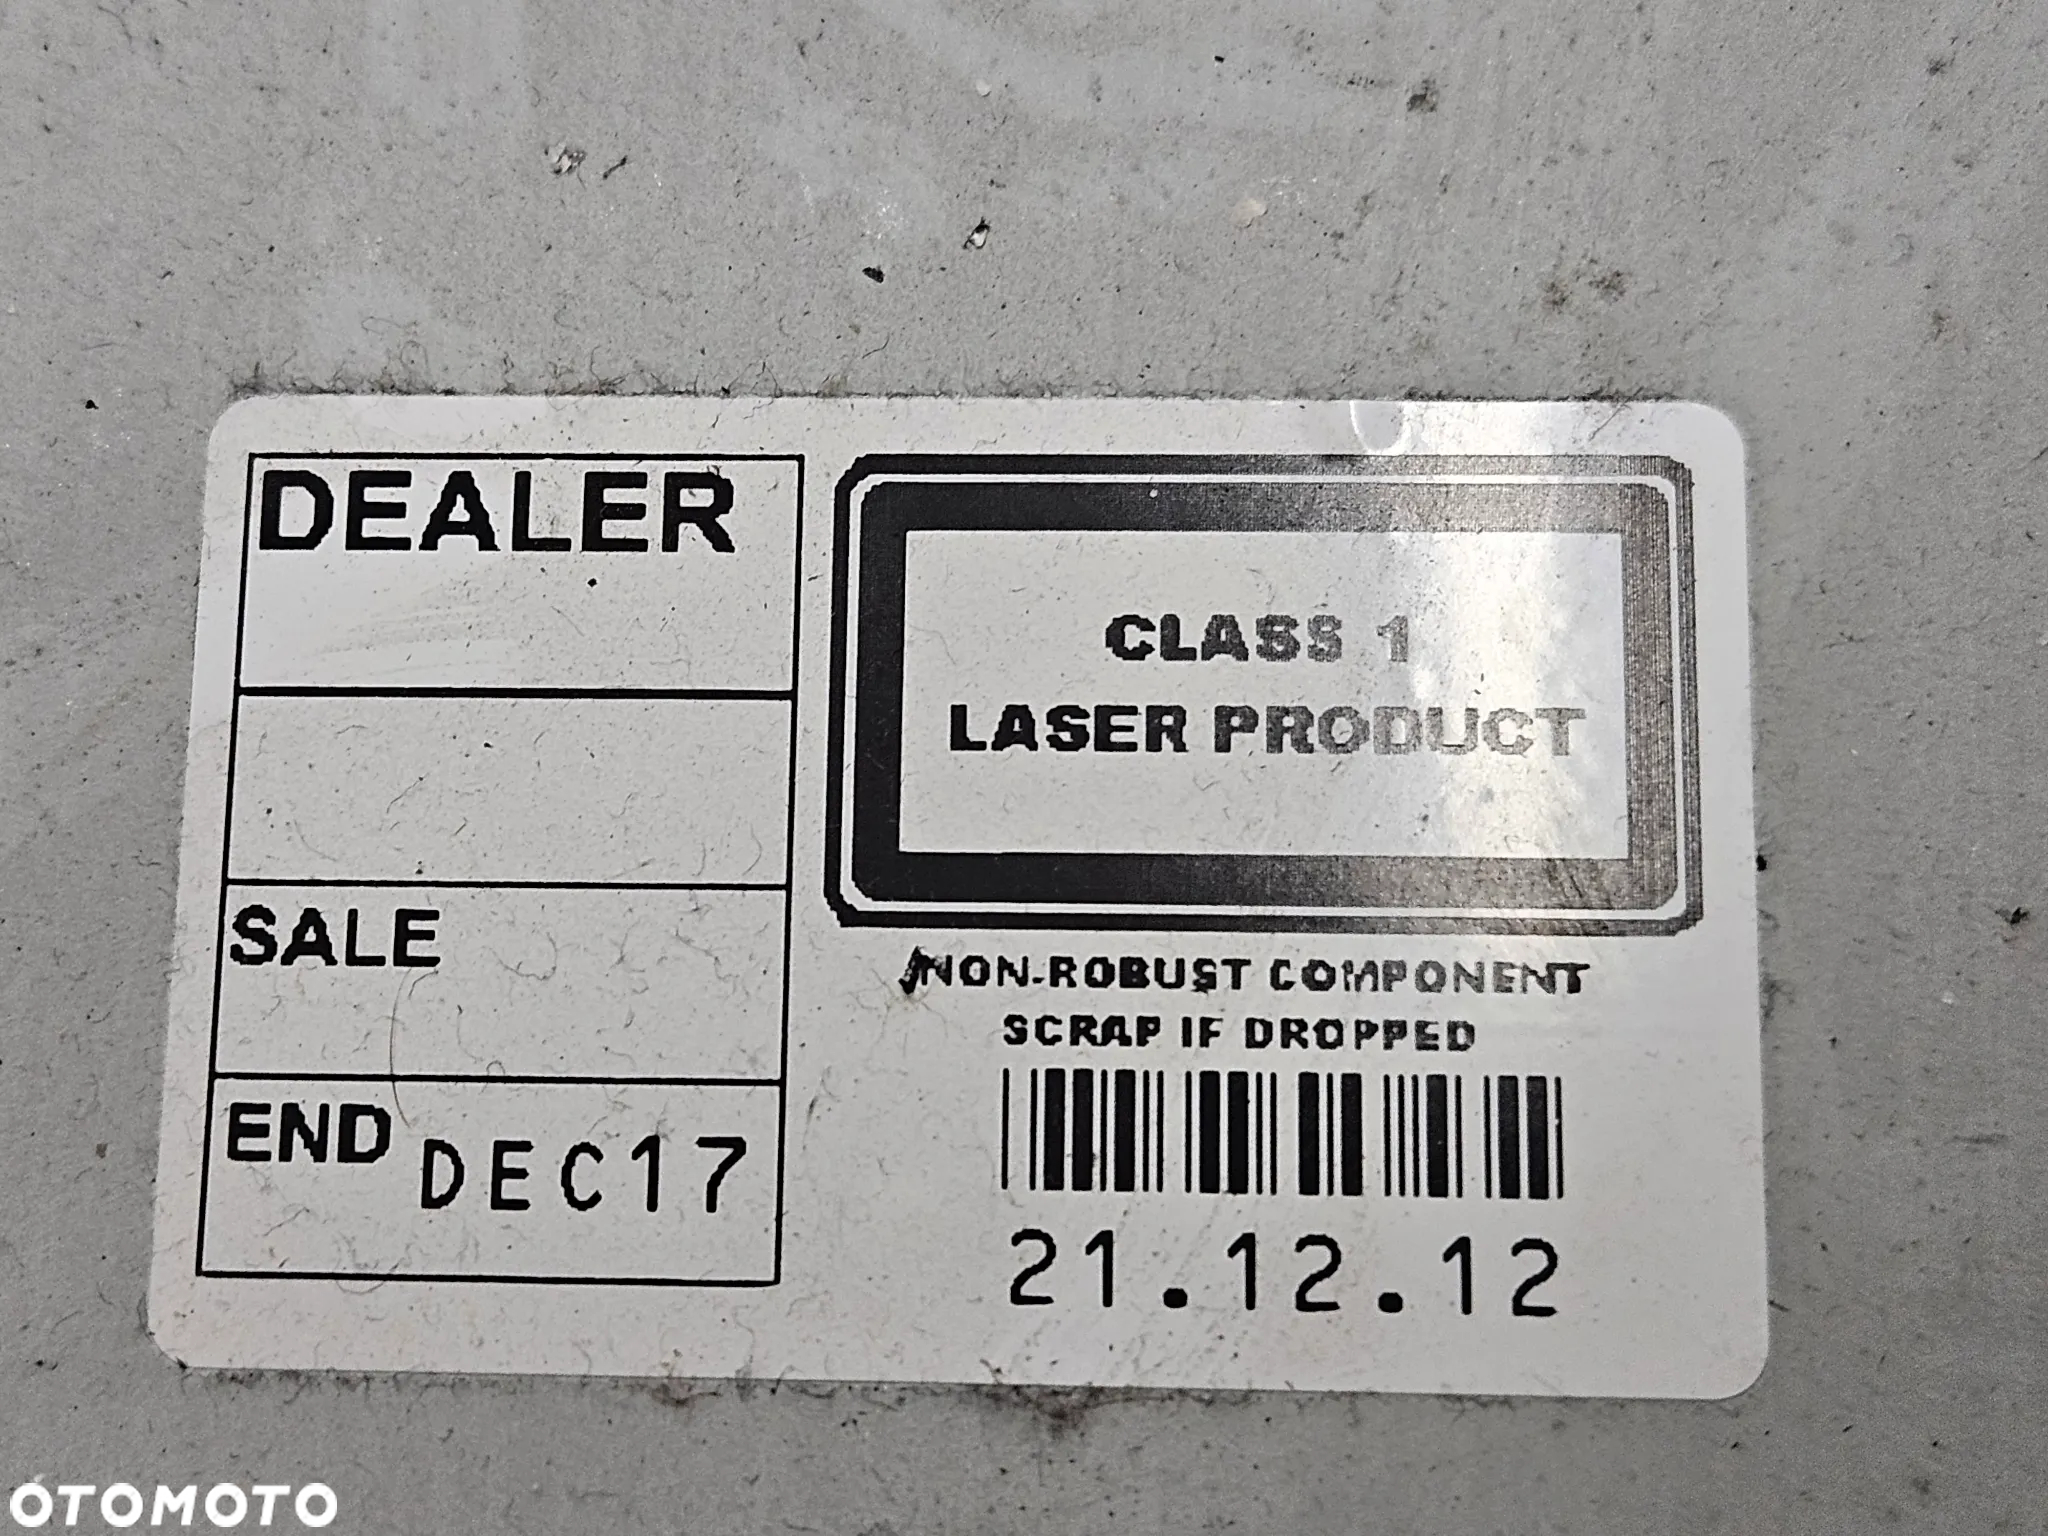 DEALER
SALE
END DEC17
CLASS 1
LASER PRODUCT
NON-ROBUST COMPONENT
SCRAP IF DROPPED
21.12.12
OTOMOTO